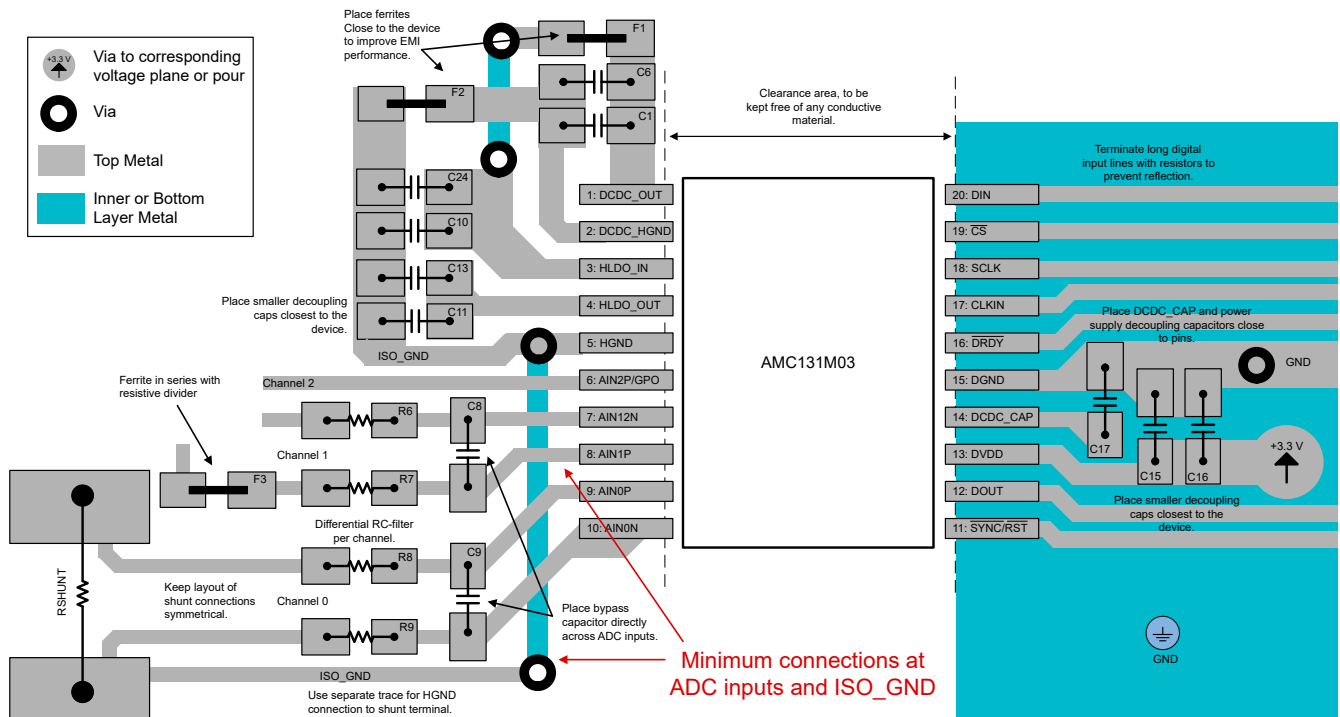 +3.3 V
Via to corresponding
voltage plane or pour
Via
Top Metal
Inner or Bottom
Layer Metal
Place ferrites
Close to the device
to improve EMI
performance.
F1
C6
F2
C1
C24
C10
C13
C11
Place smaller decoupling
caps closest to the
device.
ISO_GND
Channel 2
Ferrite in series with
resistive divider
R6
C8
Channel 1
F3
R7
Differential RC-filter
per channel.
R8
C9
Keep layout of
shunt connections
symmetrical.
Channel 0
R9
RSHUNT
Place bypass
capacitor directly
across ADC inputs.
ISO_GND
Use separate trace for HGND
connection to shunt terminal.
Minimum connections at
ADC inputs and ISO_GND
1: DCDC_OUT
2: DCDC_HGND
3: HLDO_IN
4: HLDO_OUT
5: HGND
6: AIN2P/GPO
7: AIN12N
8: AIN1P
9: AIN0P
10: AIN0N
Clearance area, to be
kept free of any conductive
material.
AMC131M03
Terminate long digital
input lines with resistors to
prevent reflection.
20: DIN
19: CS
18: SCLK
17: CLKIN
16: DRDY
15: DGND
14: DCDC_CAP
13: DVDD
12: DOUT
11: SYNC/RST
Place DCDC_CAP and power
supply decoupling capacitors close
to pins.
GND
C17
C15
C16
+3.3 V
Place smaller decoupling
caps closest to the
device.
GND